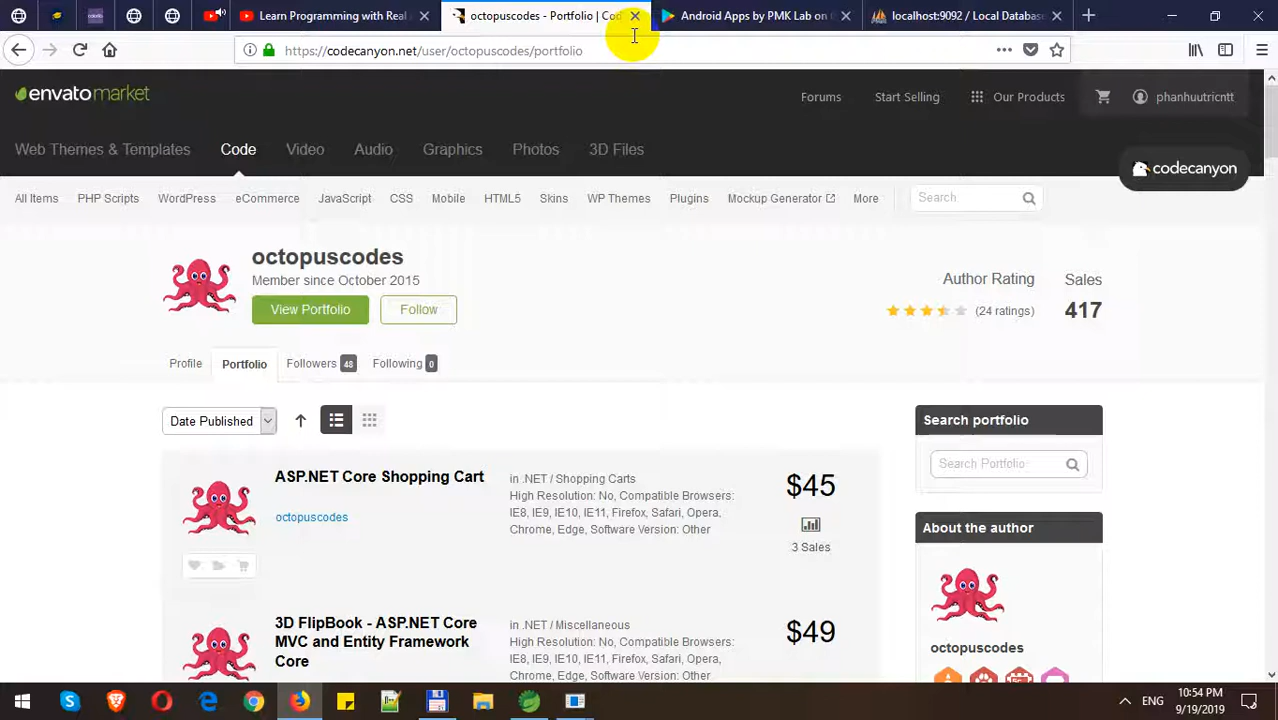 Learn Programming with Real
octopuscodes - Portfolio | Cod
Android Apps by PMK Lab on
localhost:9092 / Local Database
https://codecanyon.net/user/octopuscodes/portfolio
envatomarket
Forums
Start Selling
Our Products
phanhuutricntt
Web Themes & Templates
Code
Video
Audio
Graphics
Photos
3D Files
codecanyon
All Items
PHP Scripts
WordPress
eCommerce
JavaScript
CSS
Mobile
HTML5
Skins
WP Themes
Plugins
Mockup Generator
More
Search
octopuscodes
Member since October 2015
View Portfolio
Follow
Author Rating
(24 ratings)
Sales
417
Profile
Portfolio
Followers 48
Following 0
Date Published
ASP.NET Core Shopping Cart
octopuscodes
in .NET / Shopping Carts
High Resolution: No, Compatible Browsers:
IE8, IE9, IE10, IE11, Firefox, Safari, Opera,
Chrome, Edge, Software Version: Other
$45
3 Sales
3D FlipBook - ASP.NET Core
MVC and Entity Framework
Core
in .NET / Miscellaneous
High Resolution: No, Compatible Browsers:
IE8, IE9, IE10, IE11, Firefox, Safari, Opera,
Chrome, Edge, Software Version: Other
$49
Search portfolio
Search Portfolio
About the author
octopuscodes
ENG
10:54 PM
9/19/2019